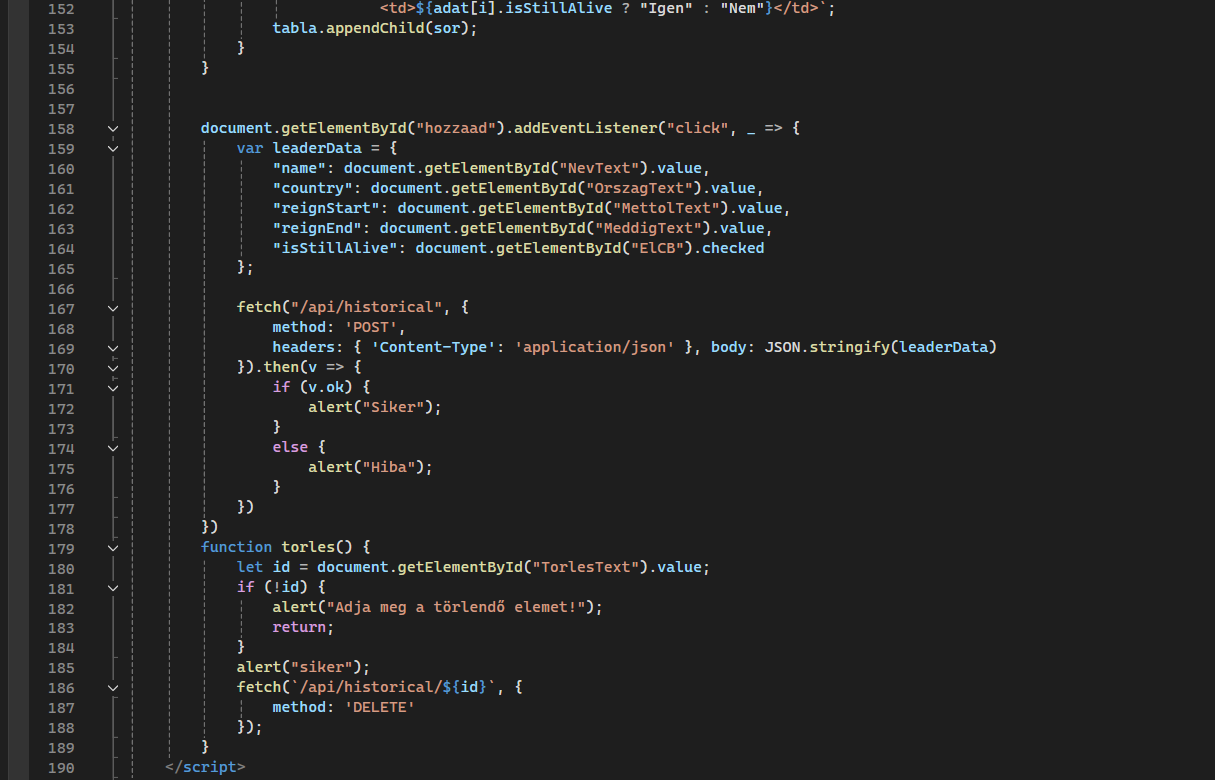 152                                 <td>${adat[i].isStillAlive ? "Igen" : "Nem"}</td>`;
153                     tabla.appendChild(sor);
154                 }
155             }
156
157
158             document.getElementById("hozzaad").addEventListener("click", _ => {
159                 var leaderData = {
160                     "name": document.getElementById("NevText").value,
161                     "country": document.getElementById("OrszagText").value,
162                     "reignStart": document.getElementById("MettolText").value,
163                     "reignEnd": document.getElementById("MeddigText").value,
164                     "isStillAlive": document.getElementById("ElCB").checked
165                 };
166
167                 fetch("/api/historical", {
168                     method: 'POST',
169                     headers: { 'Content-Type': 'application/json' }, body: JSON.stringify(leaderData)
170                 }).then(v => {
171                     if (v.ok) {
172                         alert("Siker");
173                     }
174                     else {
175                         alert("Hiba");
176                     }
177                 })
178             })
179             function torles() {
180                 let id = document.getElementById("TorlesText").value;
181                 if (!id) {
182                     alert("Adja meg a törlendő elemet!");
183                     return;
184                 }
185                 alert("siker");
186                 fetch(`/api/historical/${id}`, {
187                     method: 'DELETE'
188                 });
189             }
190         </script>